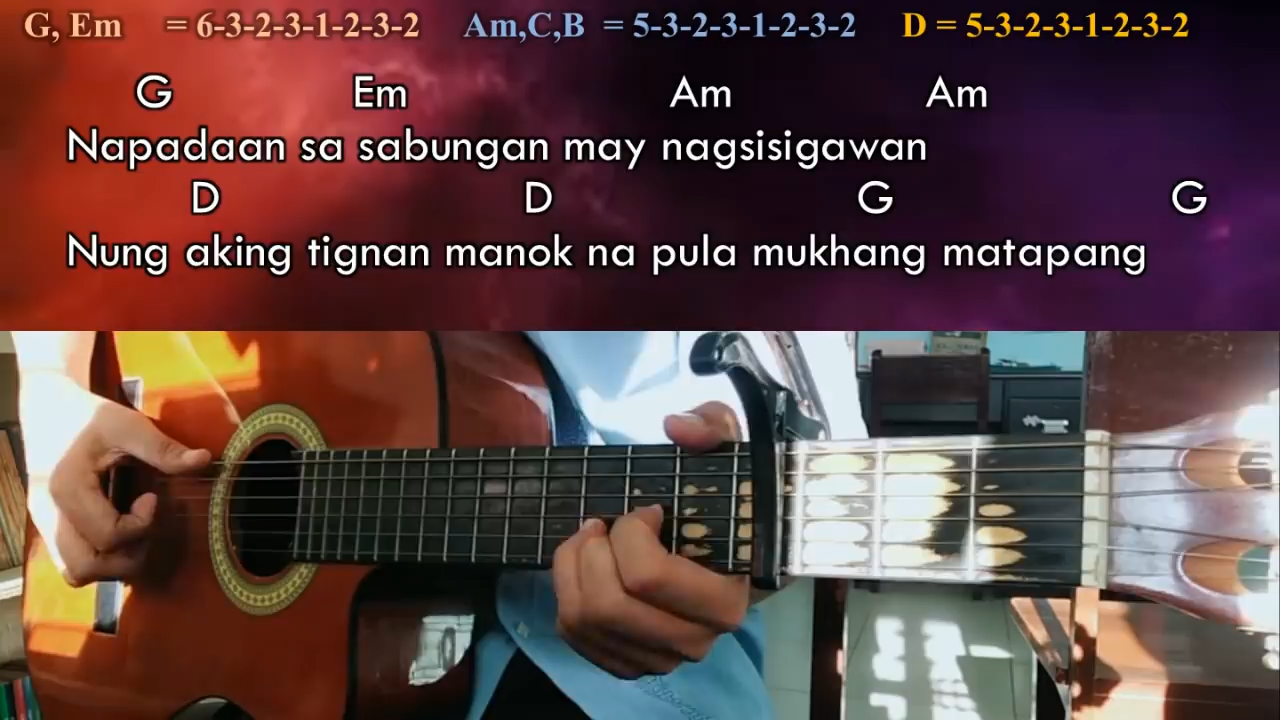 G, Em = 6-3-2-3-1-2-3-2 Am,C,B = 5-3-2-3-1-2-3-2 D = 5-3-2-3-1-2-3-2
G Em Am Am
Napadaan sa sabungan may nagsisigawan
D D G G
Nung aking tignan manok na pula mukhang matapang